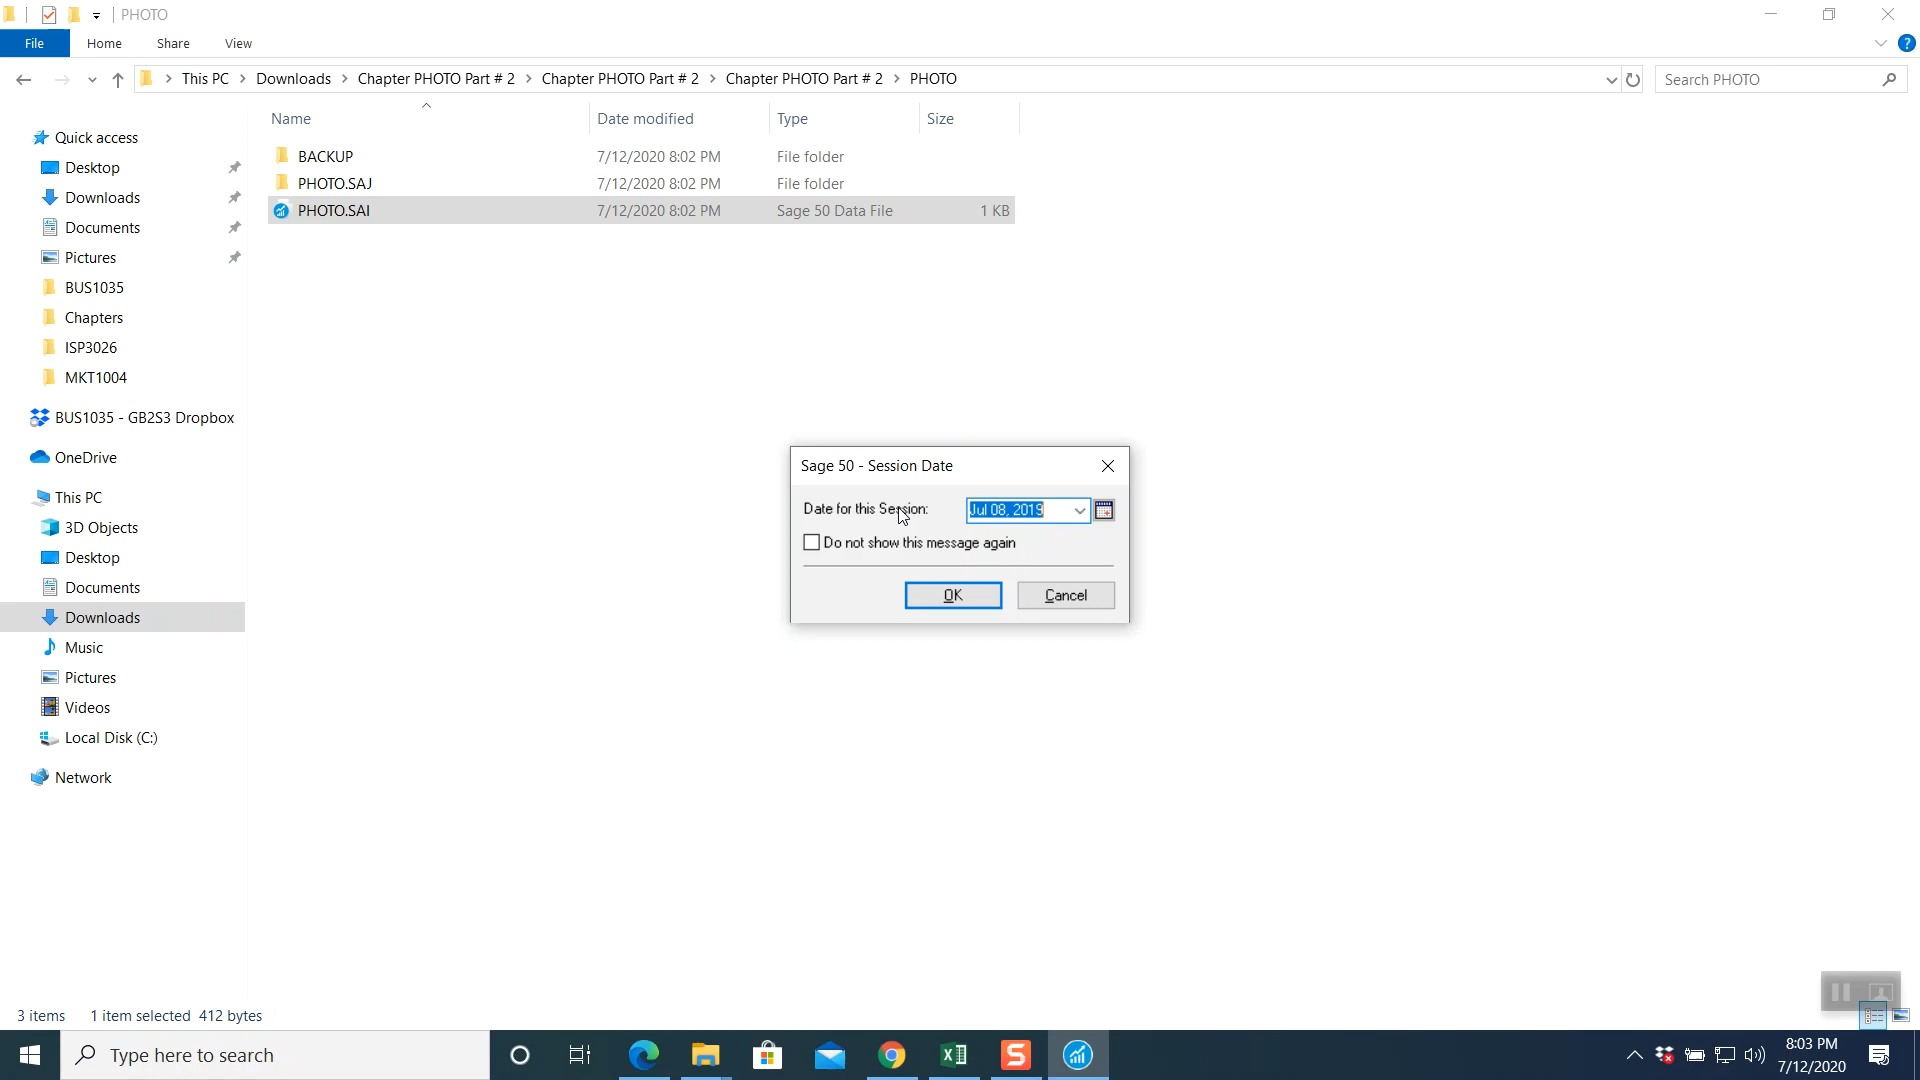 PHOTO
File Home Share View
This PC Downloads Chapter PHOTO Part # 2 Chapter PHOTO Part # 2 Chapter PHOTO Part # 2 PHOTO
Search PHOTO
Name Date modified Type Size
BACKUP 7/12/2020 8:02 PM File folder
PHOTO.SAJ 7/12/2020 8:02 PM File folder
PHOTO.SAI 7/12/2020 8:02 PM Sage 50 Data File 1 KB
Quick access
Desktop
Downloads
Documents
Pictures
BUS1035
Chapters
ISP3026
MKT1004
BUS1035 - GB2S3 Dropbox
OneDrive
This PC
3D Objects
Desktop
Documents
Downloads
Music
Pictures
Videos
Local Disk (C:)
Network
Sage 50 - Session Date
Date for this Session: Jul 08, 2019
Do not show this message again
OK Cancel
3 items 1 item selected 412 bytes
Type here to search
8:03 PM
7/12/2020